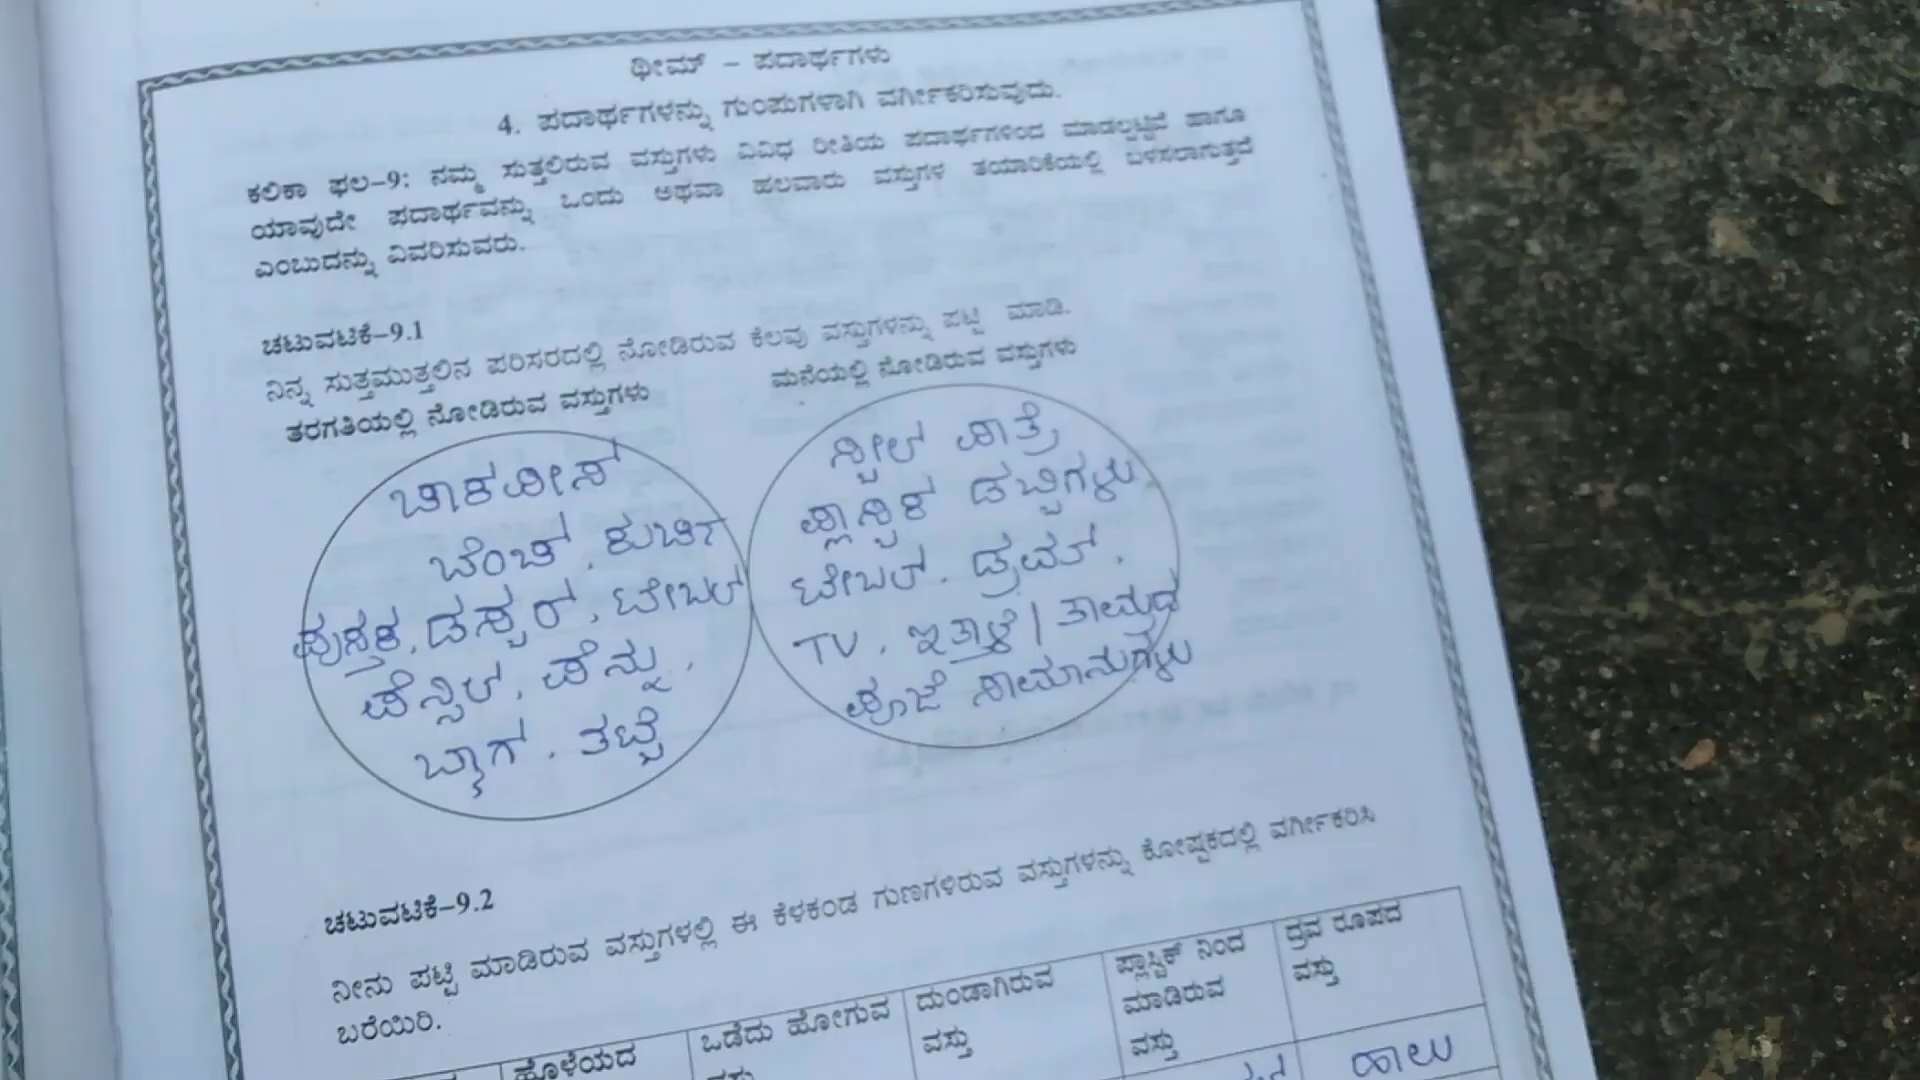 ಥೀಮ್ – ಪದಾರ್ಥಗಳು
4. ಪದಾರ್ಥಗಳನ್ನು ಗುಂಪುಗಳಾಗಿ ವರ್ಗೀಕರಿಸುವುದು.
ಕಲಿಕಾ ಫಲ–9: ನಮ್ಮ ಸುತ್ತಲಿರುವ ವಸ್ತುಗಳು ವಿವಿಧ ರೀತಿಯ ಪದಾರ್ಥಗಳಿಂದ ಮಾಡಲ್ಪಟ್ಟಿವೆ ಹಾಗೂ
ಯಾವುದೇ ಪದಾರ್ಥವನ್ನು ಒಂದು ಅಥವಾ ಹಲವಾರು ವಸ್ತುಗಳ ತಯಾರಿಕೆಯಲ್ಲಿ ಬಳಸಲಾಗುತ್ತದೆ
ಎಂಬುದನ್ನು ವಿವರಿಸುವರು.
ಚಟುವಟಿಕೆ–9.1
ನಿನ್ನ ಸುತ್ತಮುತ್ತಲಿನ ಪರಿಸರದಲ್ಲಿ ನೋಡಿರುವ ಕೆಲವು ವಸ್ತುಗಳನ್ನು ಪಟ್ಟಿ ಮಾಡಿ.
ತರಗತಿಯಲ್ಲಿ ನೋಡಿರುವ ವಸ್ತುಗಳು ಮನೆಯಲ್ಲಿ ನೋಡಿರುವ ವಸ್ತುಗಳು
ಚಾಕಪೀಸ್
ಬೆಂಚ್, ಕುರ್ಚಿ
ಪುಸ್ತಕ, ಡಸ್ಟರ್, ಟೇಬಲ್
ಪೆನ್ಸಿಲ್, ಪೆನ್ನು,
ಬ್ಯಾಗ್, ತಟ್ಟೆ
ಸ್ಟೀಲ್ ಪಾತ್ರೆ
ಪ್ಲಾಸ್ಟಿಕ ಡಬ್ಬಿಗಳು
ಟೇಬಲ್, ಡ್ರಮ್,
TV, ಇತ್ತಾಳೆ / ತಾಮ್ರದ
ಪೂಜೆ ಸಾಮಾನುಗಳು
ಚಟುವಟಿಕೆ–9.2
ನೀನು ಪಟ್ಟಿ ಮಾಡಿರುವ ವಸ್ತುಗಳಲ್ಲಿ ಈ ಕೆಳಕಂಡ ಗುಣಗಳಿರುವ ವಸ್ತುಗಳನ್ನು ಕೋಷ್ಟಕದಲ್ಲಿ ವರ್ಗೀಕರಿಸಿ
ಬರೆಯಿರಿ.
ಹೊಳೆಯದ
ಒಡೆದು ಹೋಗುವ
ದುಂಡಾಗಿರುವ
ವಸ್ತು
ಪ್ಲಾಸ್ಟಿಕ್ ನಿಂದ
ಮಾಡಿರುವ
ವಸ್ತು
ದ್ರವ ರೂಪದ
ವಸ್ತು
ಹಾಲು